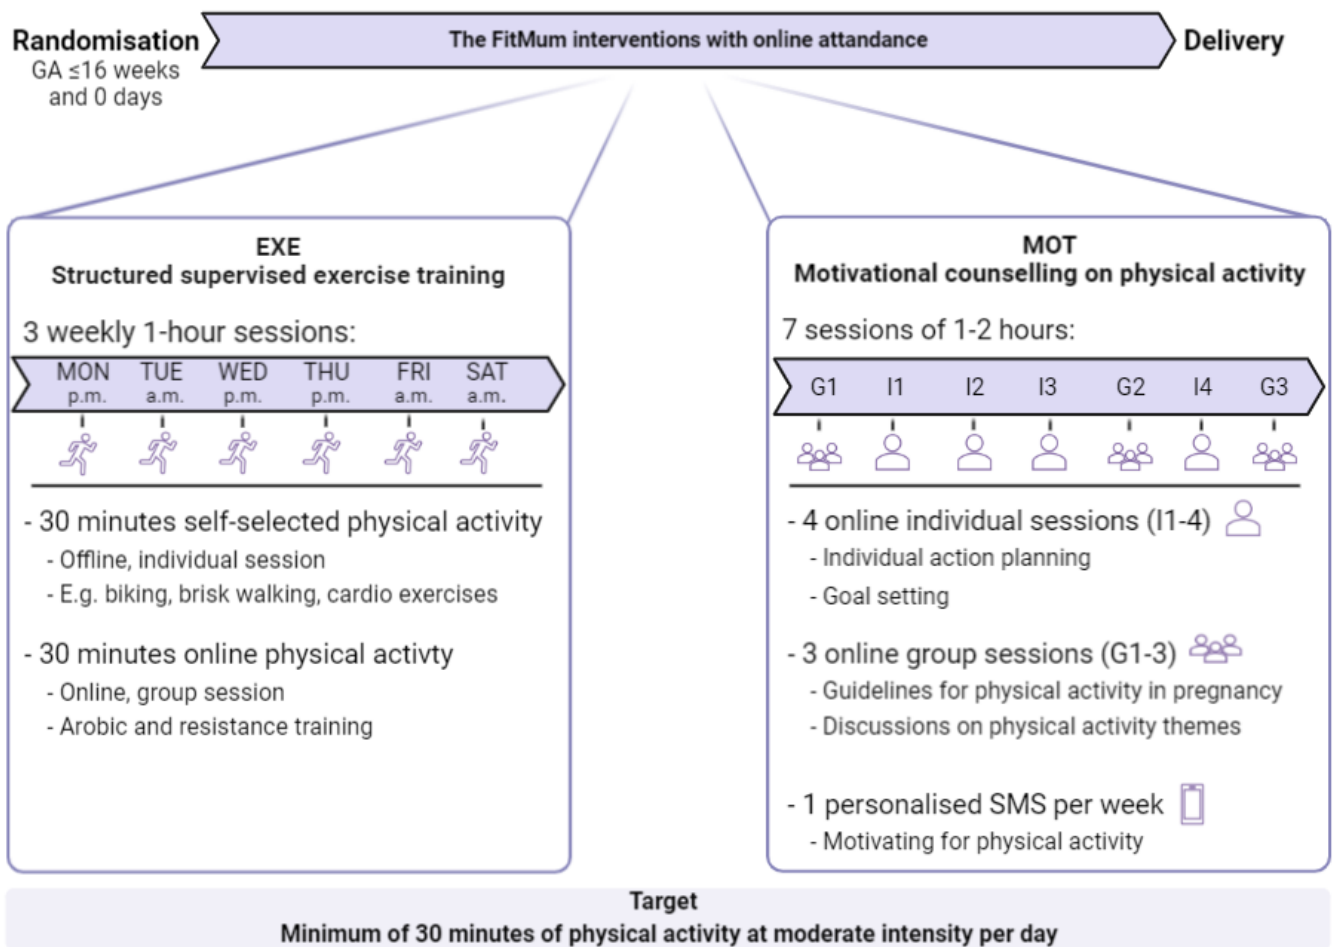 Randomisation
GA ≤16 weeks
and 0 days
The FitMum interventions with online attandance
Delivery
EXE
Structured supervised exercise training
3 weekly 1-hour sessions:
MON TUE WED THU FRI SAT
p.m. a.m. p.m. p.m. a.m. a.m.
- 30 minutes self-selected physical activity
- Offline, individual session
- E.g. biking, brisk walking, cardio exercises
- 30 minutes online physical activty
- Online, group session
- Arobic and resistance training
MOT
Motivational counselling on physical activity
7 sessions of 1-2 hours:
G1 I1 I2 I3 G2 I4 G3
- 4 online individual sessions (I1-4)
- Individual action planning
- Goal setting
- 3 online group sessions (G1-3)
- Guidelines for physical activity in pregnancy
- Discussions on physical activity themes
- 1 personalised SMS per week
- Motivating for physical activity
Target
Minimum of 30 minutes of physical activity at moderate intensity per day